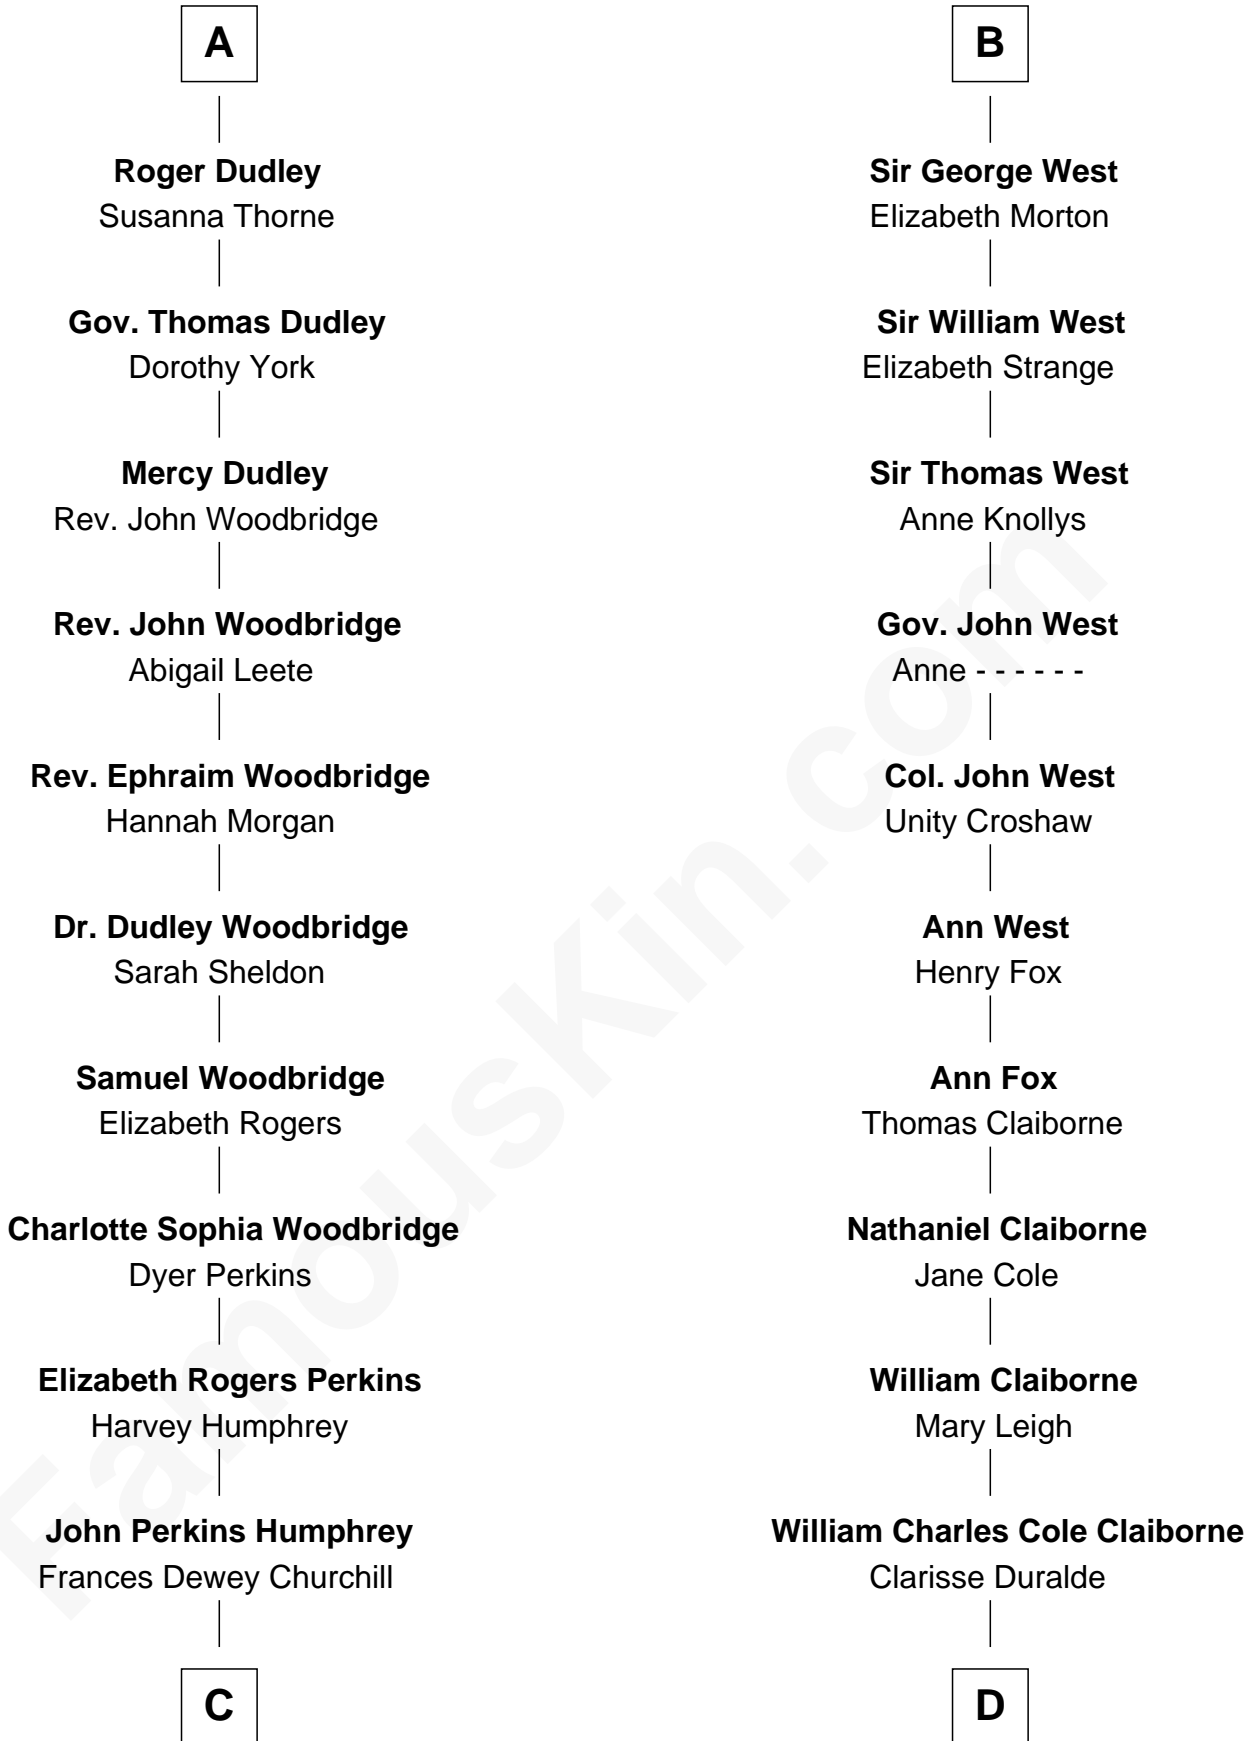 A
Roger Dudley
Susanna Thorne
Gov. Thomas Dudley
Dorothy York
Mercy Dudley
Rev. John Woodbridge
Rev. John Woodbridge
Abigail Leete
Rev. Ephraim Woodbridge
Hannah Morgan
Dr. Dudley Woodbridge
Sarah Sheldon
Samuel Woodbridge
Elizabeth Rogers
Charlotte Sophia Woodbridge
Dyer Perkins
Elizabeth Rogers Perkins
Harvey Humphrey
John Perkins Humphrey
Frances Dewey Churchill
C
B
Sir George West
Elizabeth Morton
Sir William West
Elizabeth Strange
Sir Thomas West
Anne Knollys
Gov. John West
Anne - - - - - -
Col. John West
Unity Croshaw
Ann West
Henry Fox
Ann Fox
Thomas Claiborne
Nathaniel Claiborne
Jane Cole
William Claiborne
Mary Leigh
William Charles Cole Claiborne
Clarisse Duralde
D
FamousKin.com